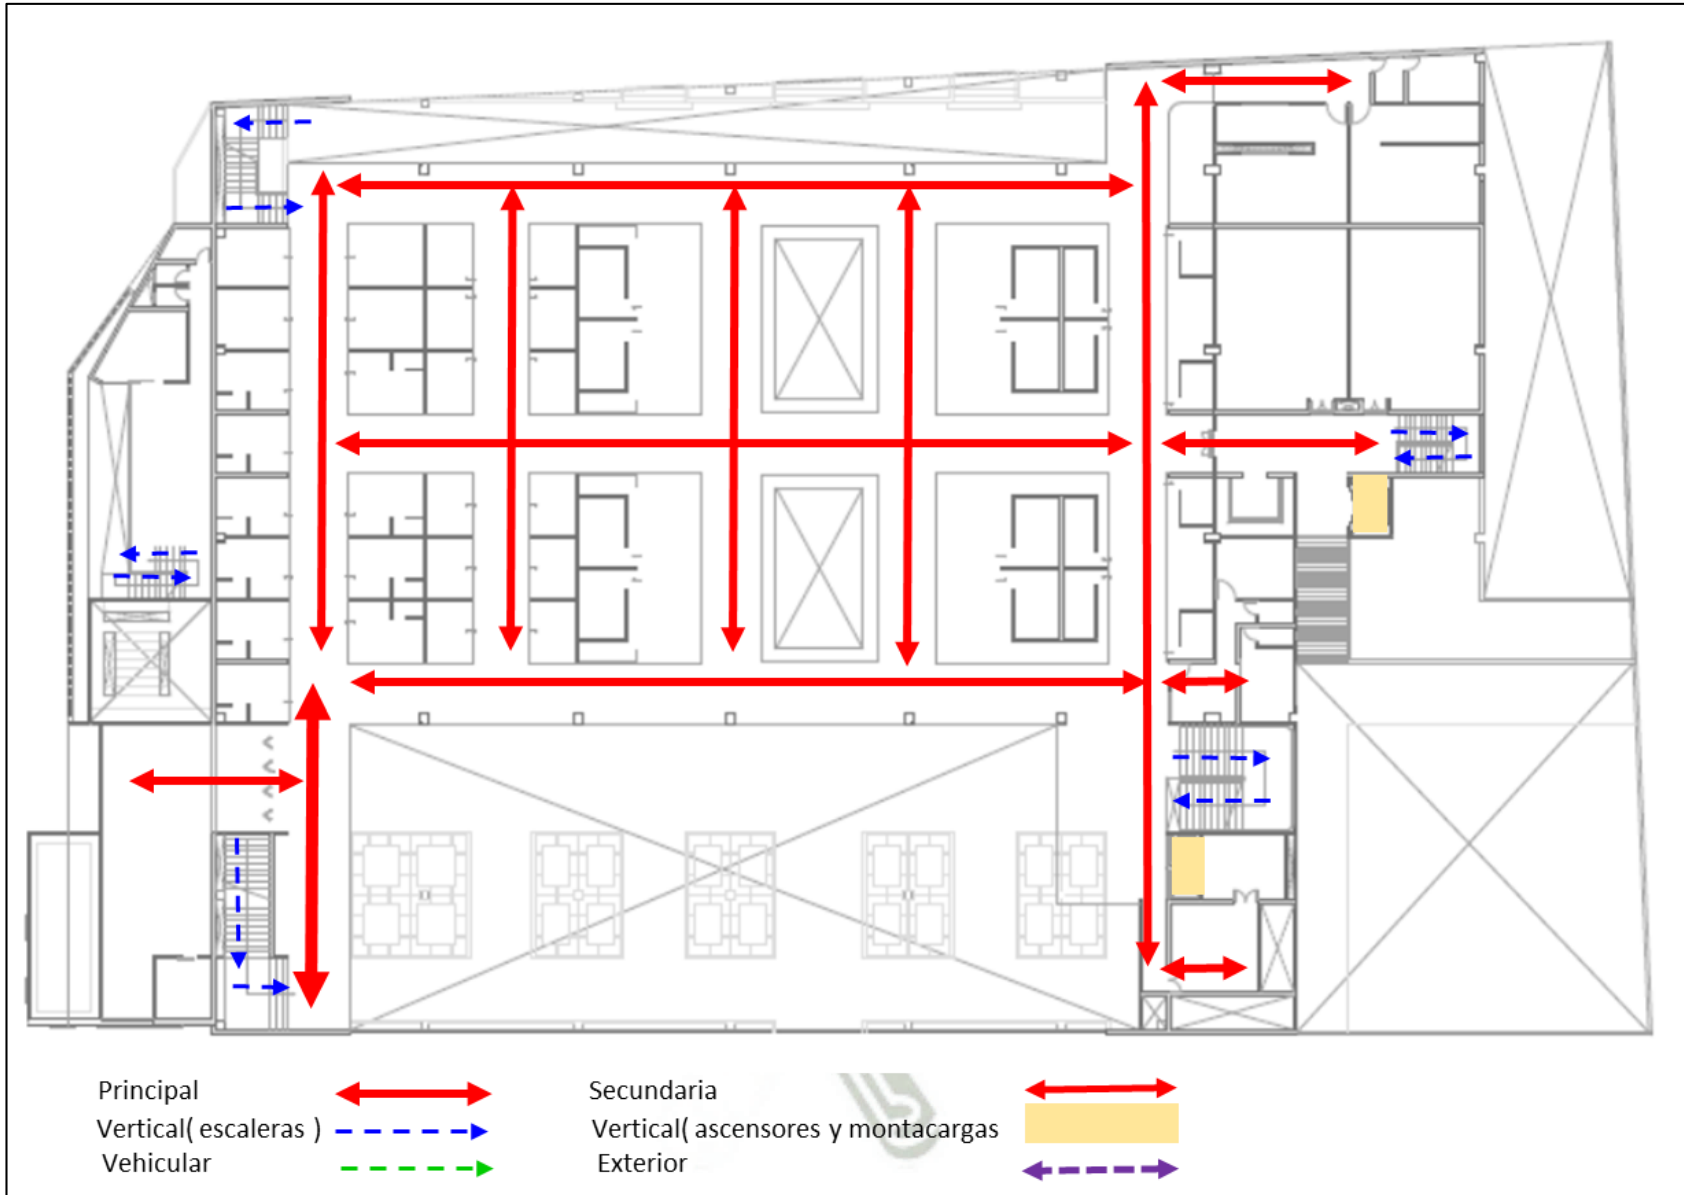 Principal
Secundaria
Vertical( escaleras )
Vertical( ascensores y montacargas
Vehicular
Exterior